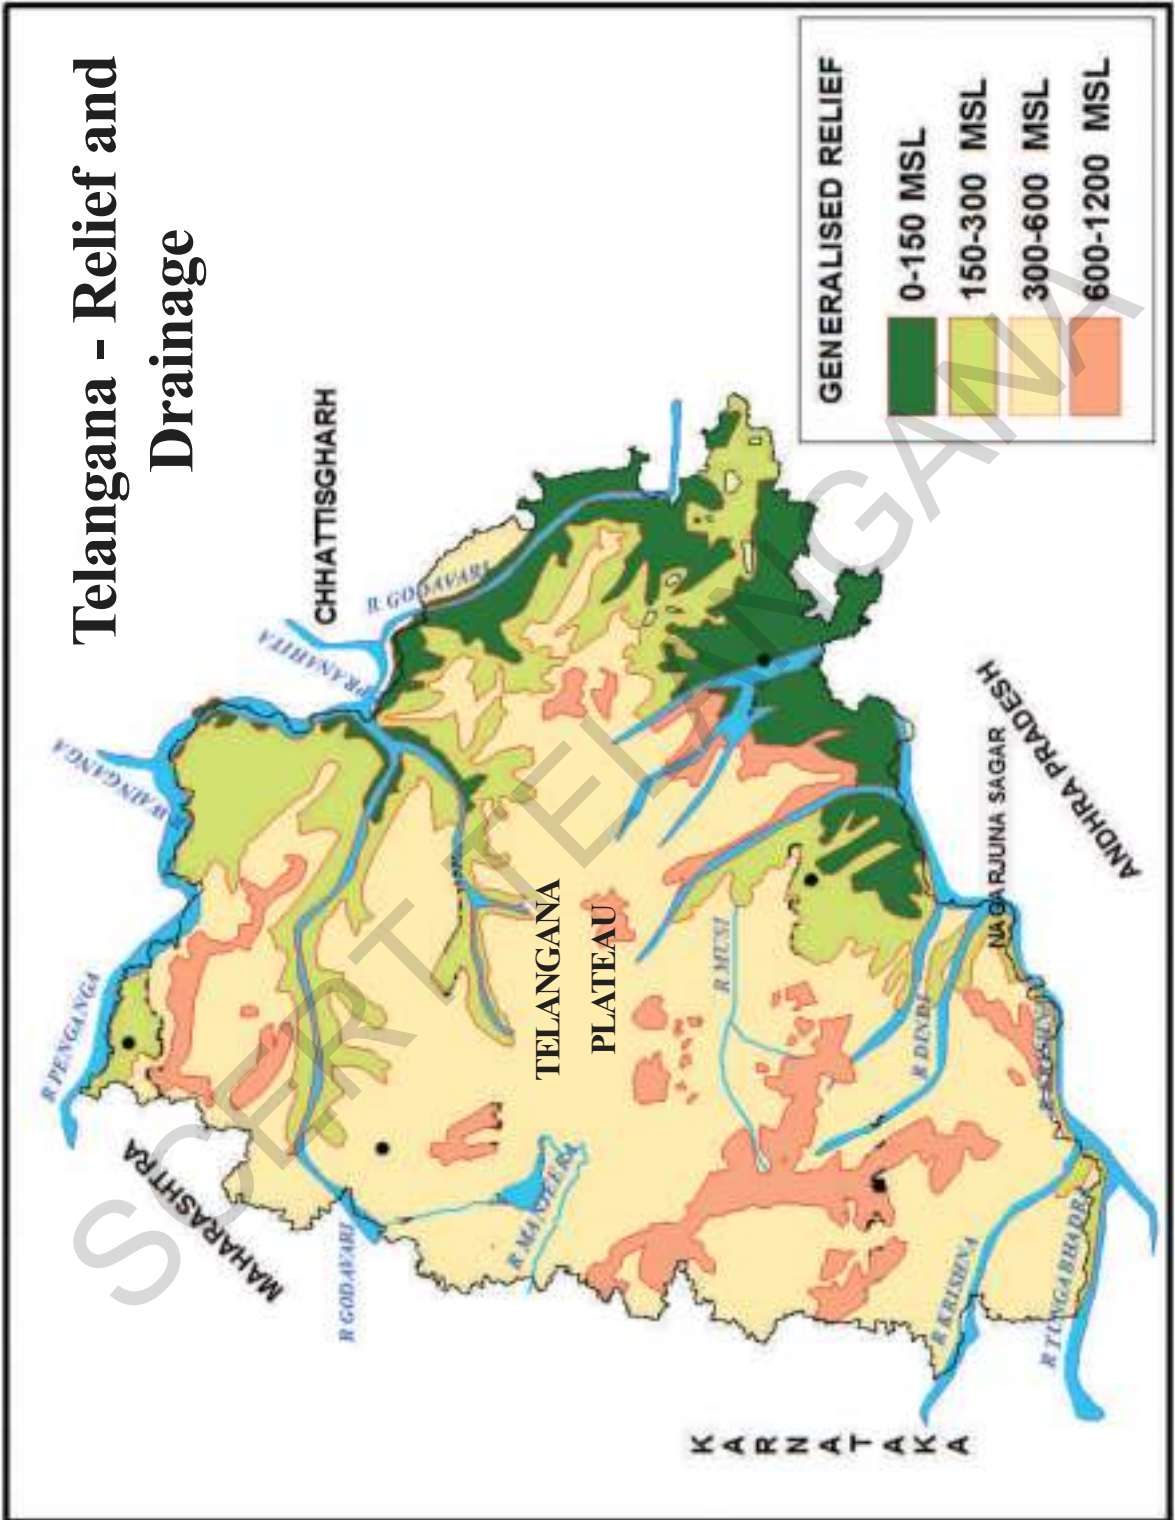 Telangana - Relief and
Drainage
GENERALISED RELIEF
0-150 MSL
150-300 MSL
300-600 MSL
600-1200 MSL
CHHATTISGHARH
MAHARASHTRA
KARNATAKA
ANDHRA PRADESH
NAGARJUNA SAGAR
TELANGANA
PLATEAU
R PENGANGA
WAINGANGA
PRANAHITA
R GODAVARI
R GODAVARI
R MANJEERA
R MUSI
R DINDI
R KRISHNA
R KRISHNA
R TUNGABHADRA
SCERT TELANGANA